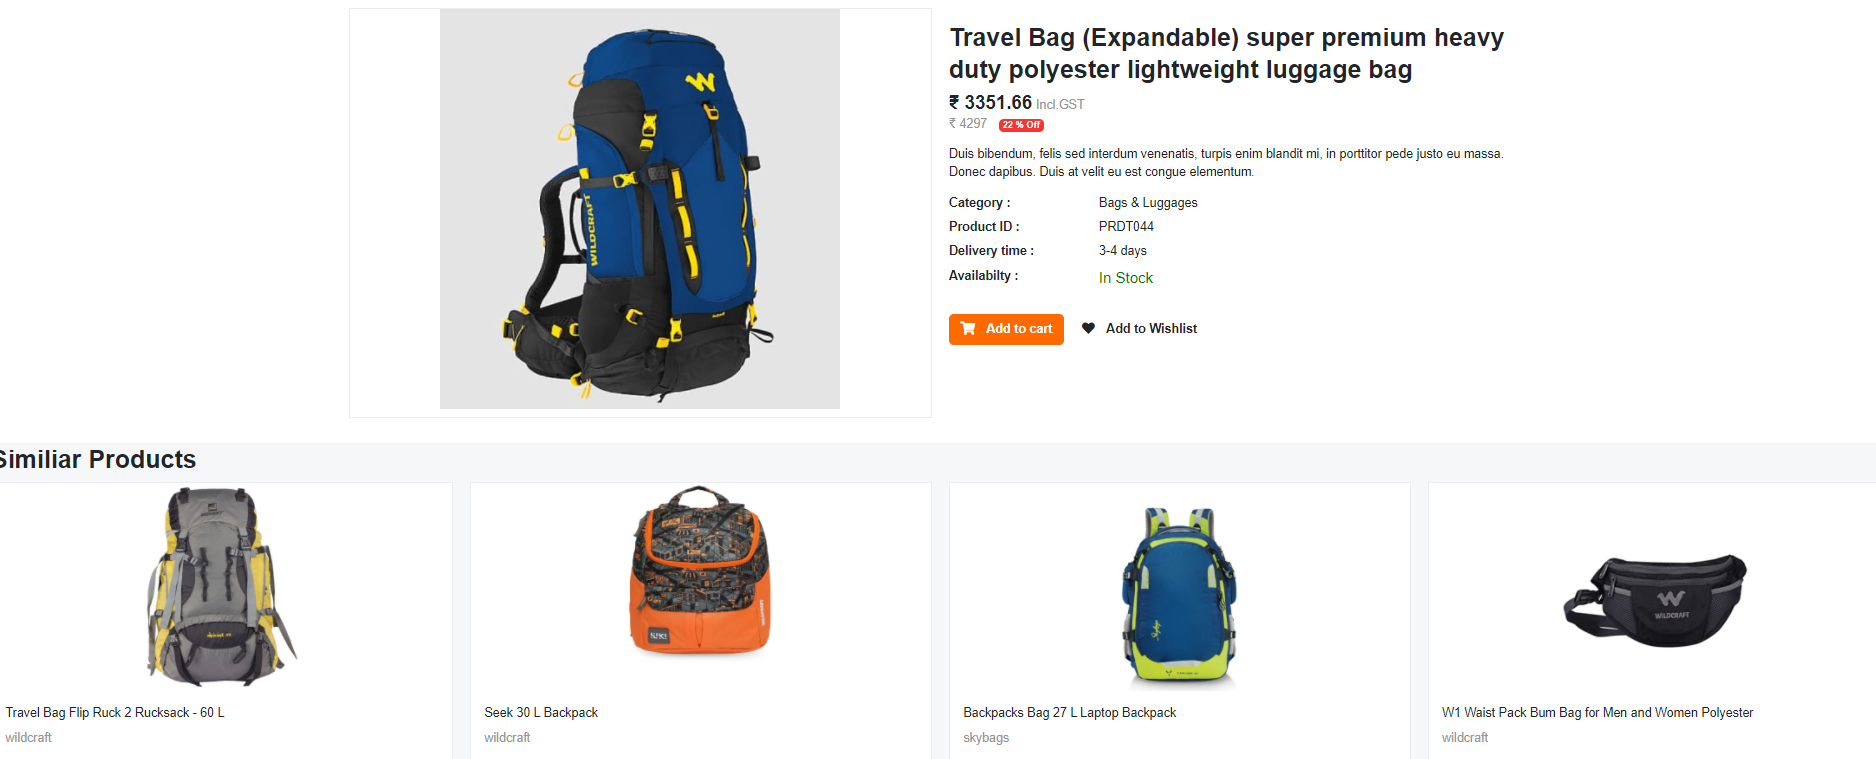 Travel Bag (Expandable) super premium heavy
duty polyester lightweight luggage bag
₹ 3351.66 Incl.GST
₹ 4297 22 % Off
Duis bibendum, felis sed interdum venenatis, turpis enim blandit mi, in porttitor pede justo eu massa.
Donec dapibus. Duis at velit eu est congue elementum.
Category : Bags & Luggages
Product ID : PRDT044
Delivery time : 3-4 days
Availabilty : In Stock
Add to cart Add to Wishlist
WILDCRAFT
Similiar Products
WILDCRAFT
Travel Bag Flip Ruck 2 Rucksack - 60 L
wildcraft
Seek 30 L Backpack
wildcraft
Backpacks Bag 27 L Laptop Backpack
skybags
W1 Waist Pack Bum Bag for Men and Women Polyester
wildcraft